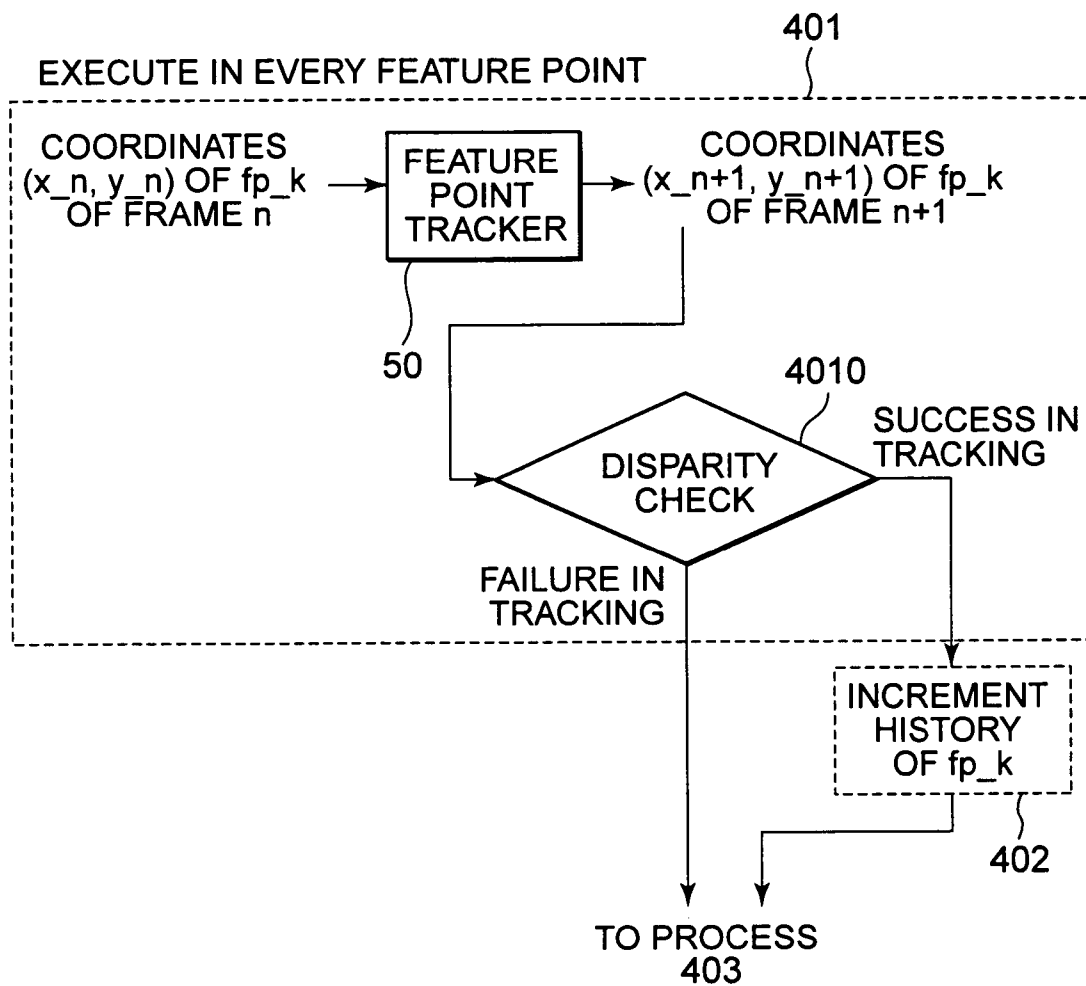 401
EXECUTE IN EVERY FEATURE POINT
COORDINATES
(x_n, y_n) OF fp_k
OF FRAME n
FEATURE
POINT
TRACKER
COORDINATES
(x_n+1, y_n+1) OF fp_k
OF FRAME n+1
50
4010
DISPARITY
CHECK
SUCCESS IN
TRACKING
FAILURE IN
TRACKING
INCREMENT
HISTORY
OF fp_k
402
TO PROCESS
403